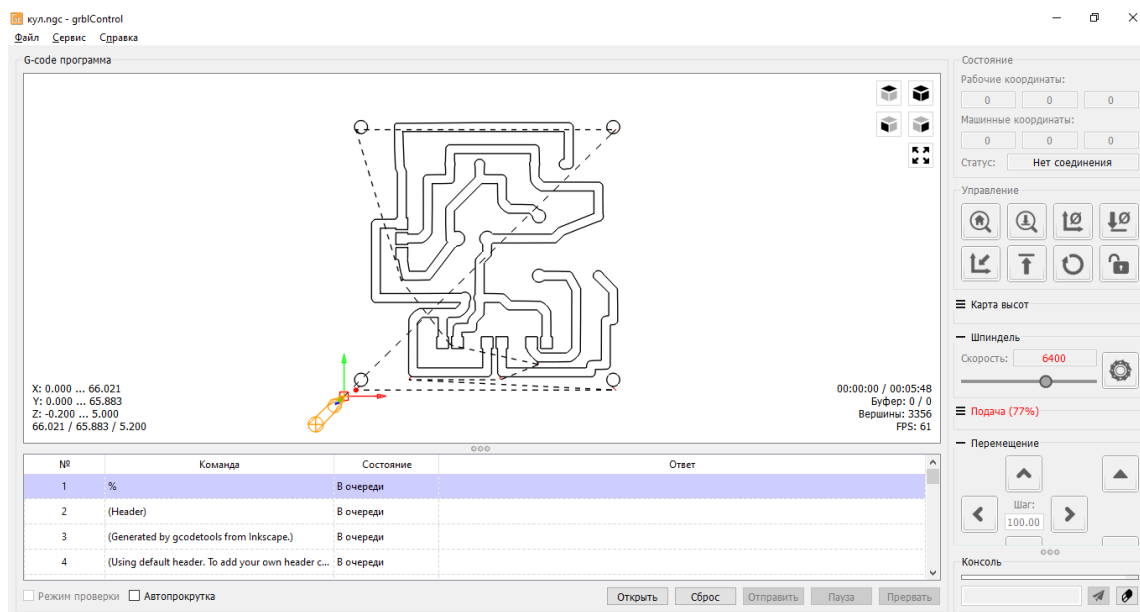 кул.ngc - grblControl
Файл Сервис Справка
G-code программа
X: 0.000 ... 66.021
Y: 0.000 ... 65.883
Z: -0.200 ... 5.000
66.021 / 65.883 / 5.200
00:00:00 / 00:05:48
Буфер: 0 / 0
Вершины: 3356
FPS: 61
№ Команда Состояние Ответ
1 % В очереди
2 (Header) В очереди
3 (Generated by gcodetools from Inkscape.) В очереди
4 (Using default header. To add your own header c... В очереди
Режим проверки Автопрокрутка Открыть Сброс Отправить Пауза Прервать
Состояние
Рабочие координаты:
0 0 0
Машинные координаты:
0 0 0
Статус: Нет соединения
Управление
Карта высот
Шпиндель
Скорость: 6400
Подача (77%)
Перемещение
Шаг:
100.00
Консоль